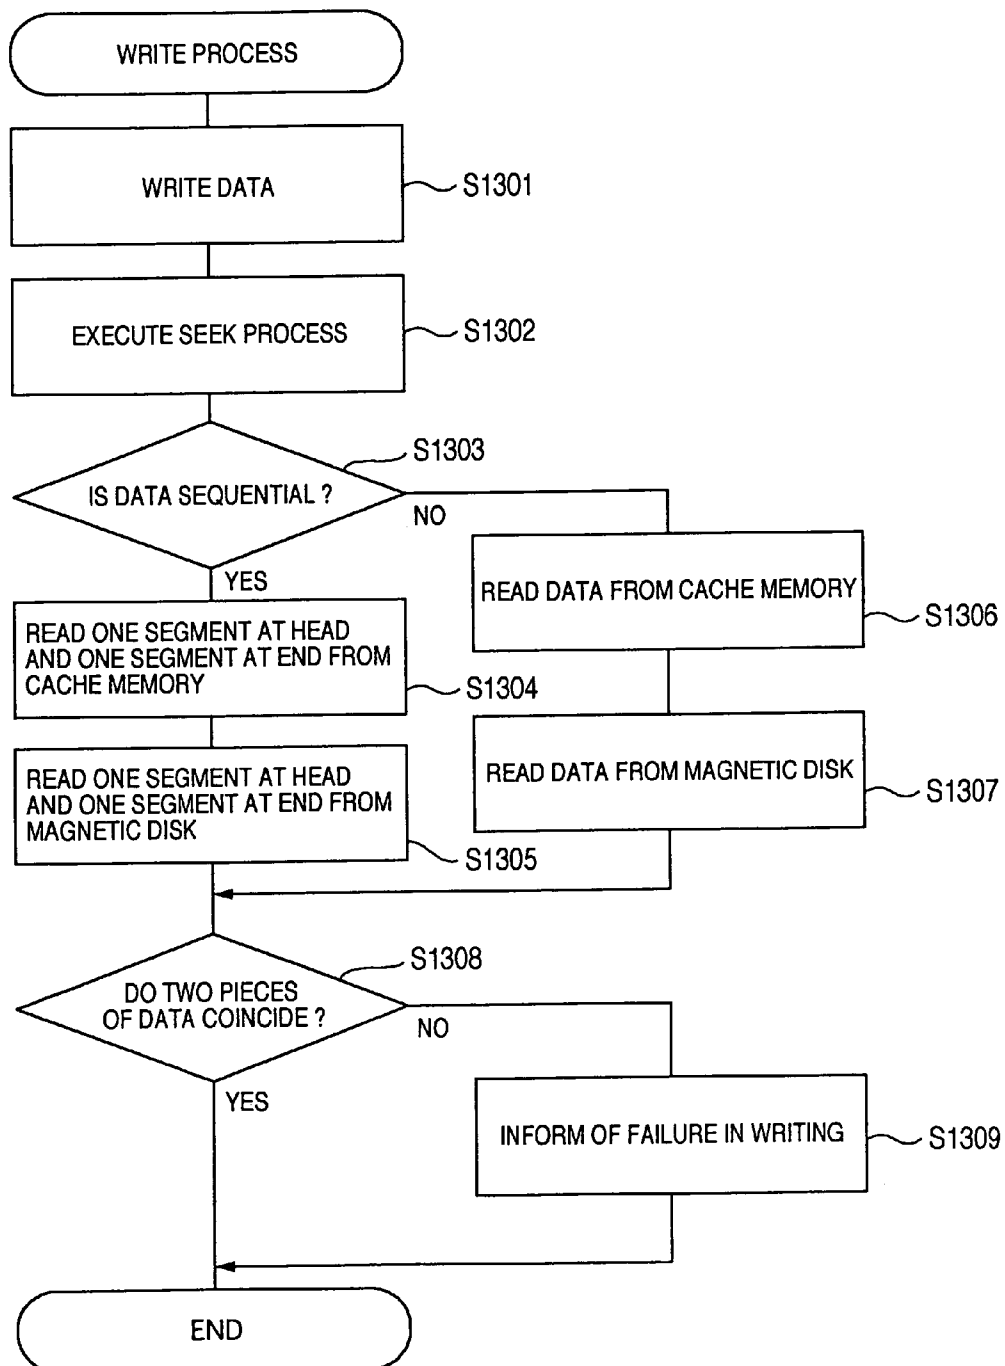 WRITE PROCESS
WRITE DATA
S1301
EXECUTE SEEK PROCESS
S1302
S1303
IS DATA SEQUENTIAL ?
NO
YES
READ DATA FROM CACHE MEMORY
S1306
READ ONE SEGMENT AT HEAD
AND ONE SEGMENT AT END FROM
CACHE MEMORY
S1304
READ DATA FROM MAGNETIC DISK
S1307
READ ONE SEGMENT AT HEAD
AND ONE SEGMENT AT END FROM
MAGNETIC DISK
S1305
S1308
DO TWO PIECES
OF DATA COINCIDE ?
NO
YES
INFORM OF FAILURE IN WRITING
S1309
END